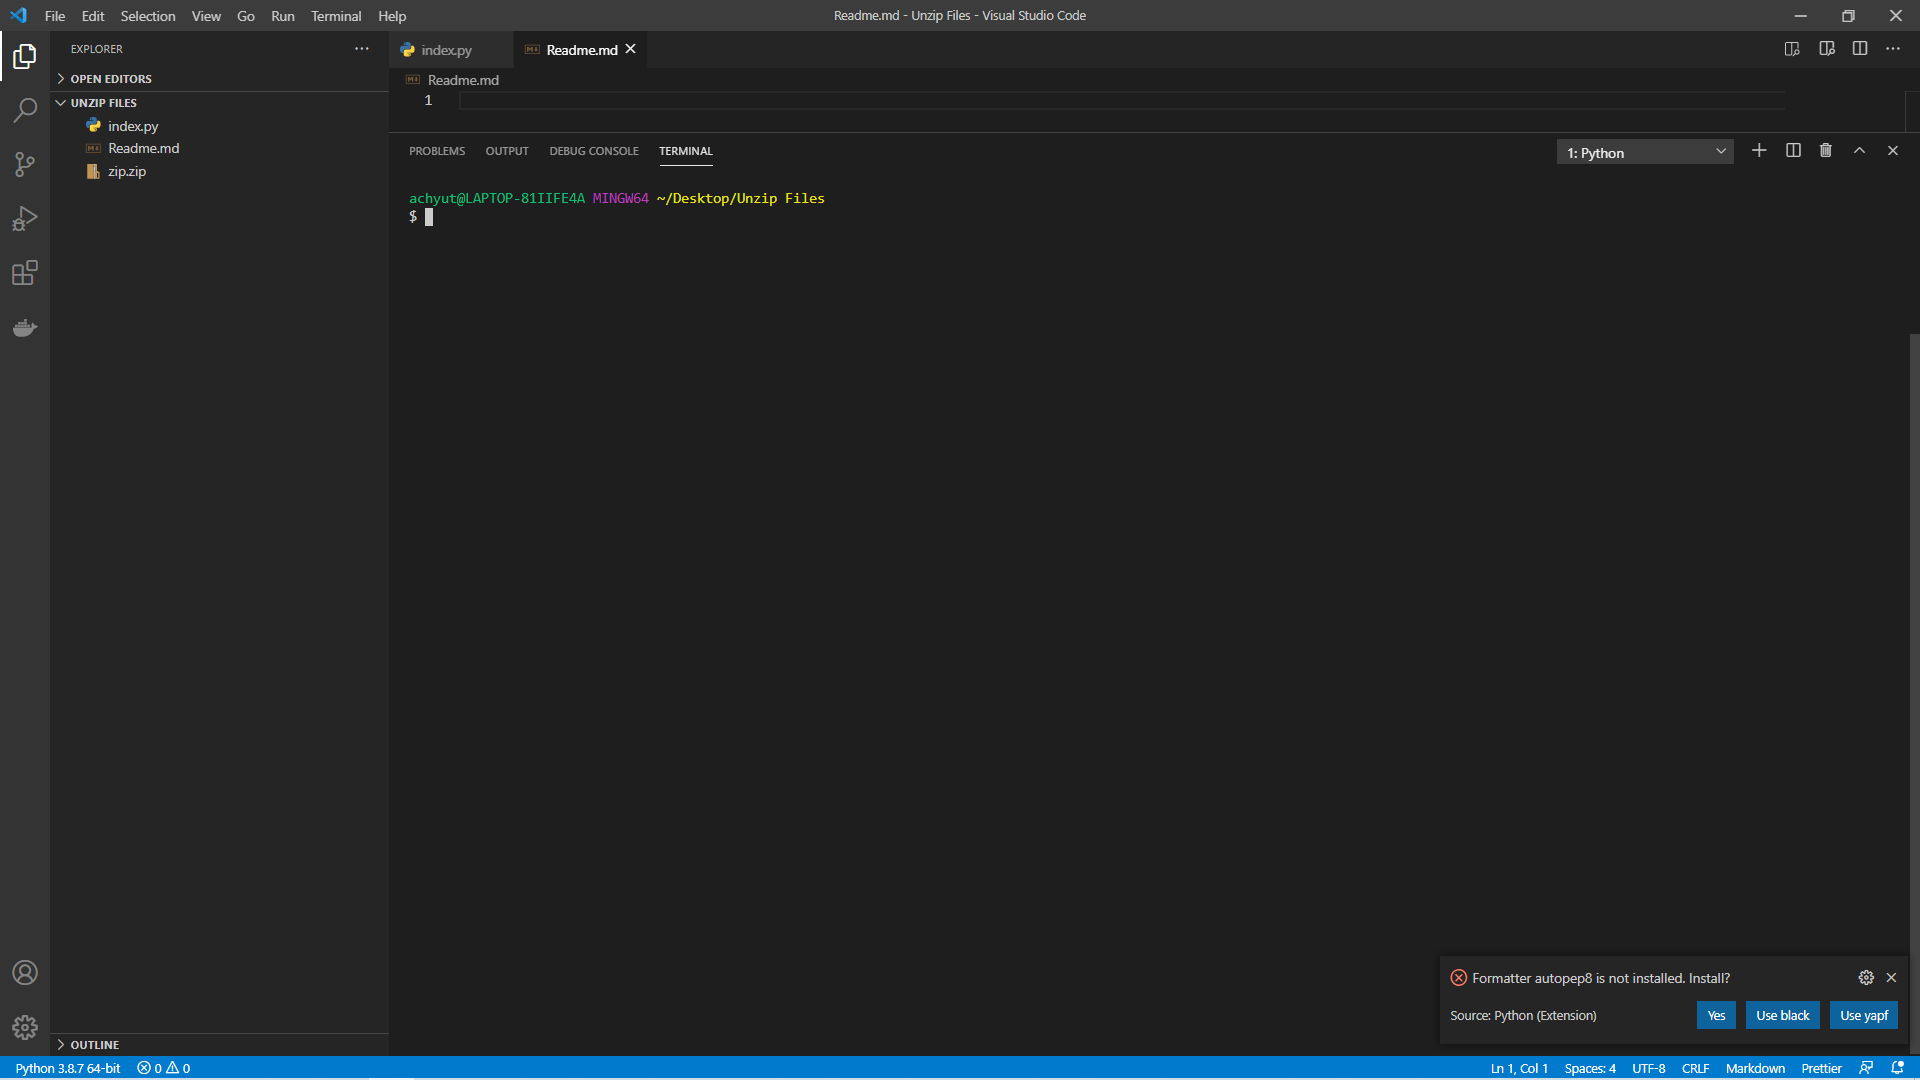 File Edit Selection View Go Run Terminal Help
Readme.md - Unzip Files - Visual Studio Code
EXPLORER
OPEN EDITORS
UNZIP FILES
index.py
Readme.md
zip.zip
OUTLINE
index.py
Readme.md
Readme.md
1
PROBLEMS OUTPUT DEBUG CONSOLE TERMINAL
1: Python
achyut@LAPTOP-81IIFE4A MINGW64 ~/Desktop/Unzip Files
$
Formatter autopep8 is not installed. Install?
Source: Python (Extension)
Yes
Use black
Use yapf
Python 3.8.7 64-bit 0 0
Ln 1, Col 1 Spaces: 4 UTF-8 CRLF Markdown Prettier